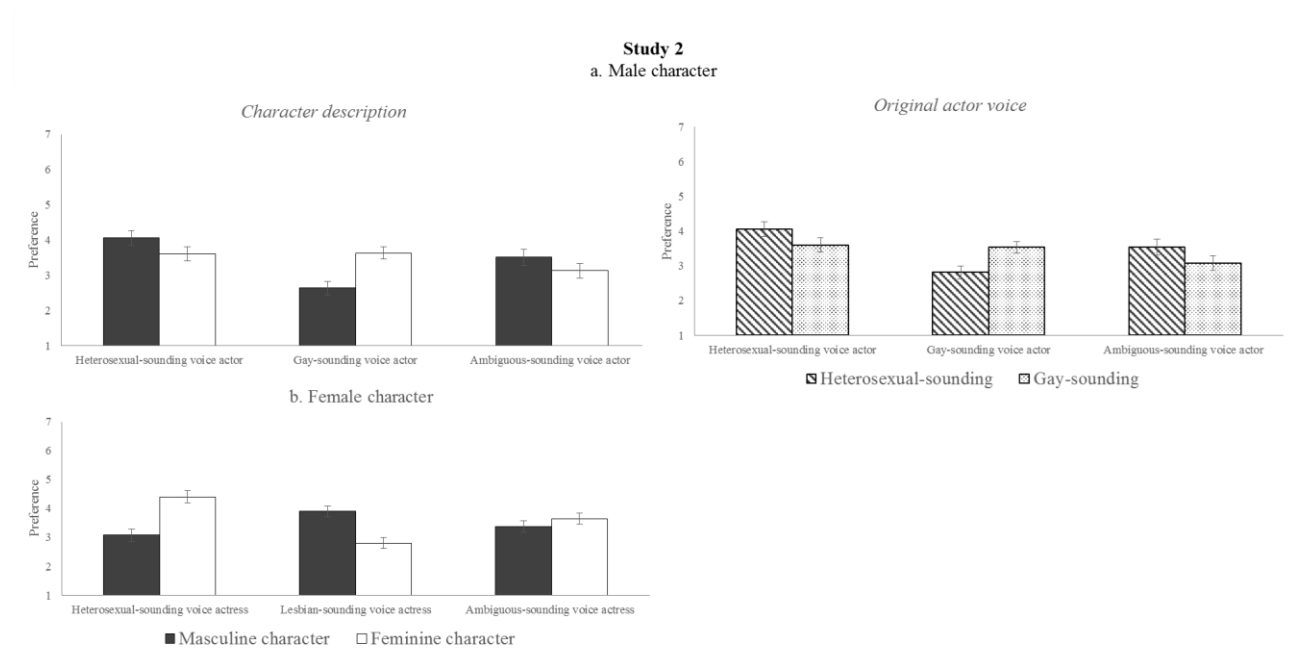 Study 2
a. Male character
Character description
7
6
5
4
3
2
1
Preference
Heterosexual-sounding voice actor Gay-sounding voice actor Ambiguous-sounding voice actor
Original actor voice
7
6
5
4
3
2
1
Preference
Heterosexual-sounding voice actor Gay-sounding voice actor Ambiguous-sounding voice actor
Heterosexual-sounding Gay-sounding
b. Female character
7
6
5
4
3
2
1
Preference
Heterosexual-sounding voice actress Lesbian-sounding voice actress Ambiguous-sounding voice actress
Masculine character Feminine character